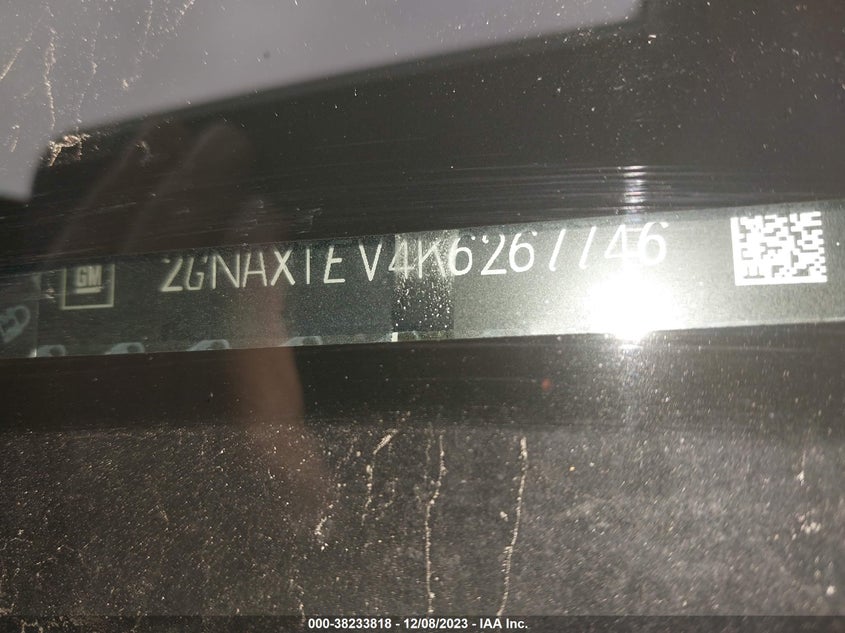 GM 2GNAXTEV4K6267746
000-38233818 - 12/08/2023 - IAA Inc.